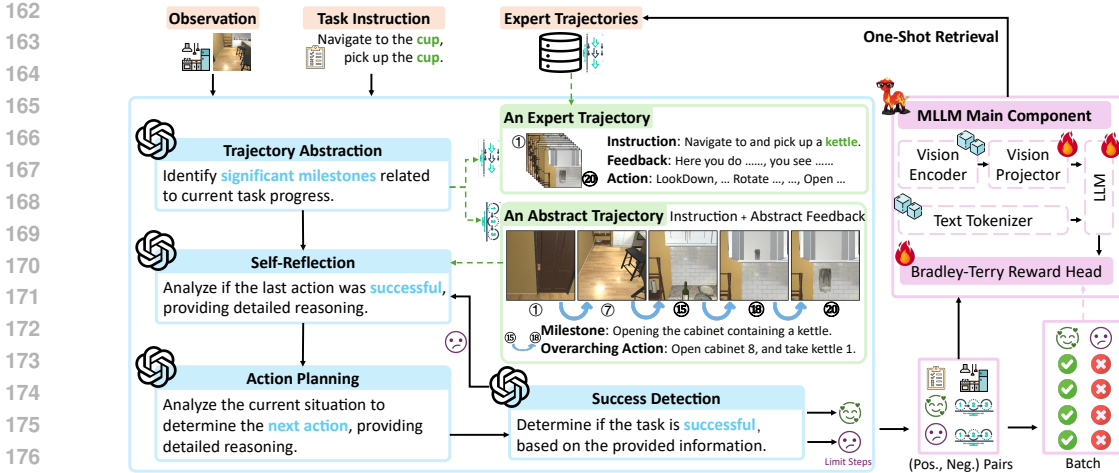 162
163
164
165
166
167
168
169
170
171
172
173
174
175
176
Observation
Task Instruction
Navigate to the cup,
pick up the cup.
Expert Trajectories
One-Shot Retrieval
Trajectory Abstraction
Identify significant milestones related
to current task progress.
Self-Reflection
Analyze if the last action was successful,
providing detailed reasoning.
Action Planning
Analyze the current situation to
determine the next action, providing
detailed reasoning.
An Expert Trajectory
①
⑳
Instruction: Navigate to and pick up a kettle.
Feedback: Here you do ……, you see ……
Action: LookDown, … Rotate …, …, Open …
An Abstract Trajectory Instruction + Abstract Feedback
① ⑦ ⑮ ⑱ ⑳
⑮ ⑱
Milestone: Opening the cabinet containing a kettle.
Overarching Action: Open cabinet 8, and take kettle 1.
Success Detection
Determine if the task is successful,
based on the provided information.
Limit Steps
MLLM Main Component
Vision
Encoder
Vision
Projector
LLM
Text Tokenizer
Bradley-Terry Reward Head
(Pos., Neg.) Pairs
Batch